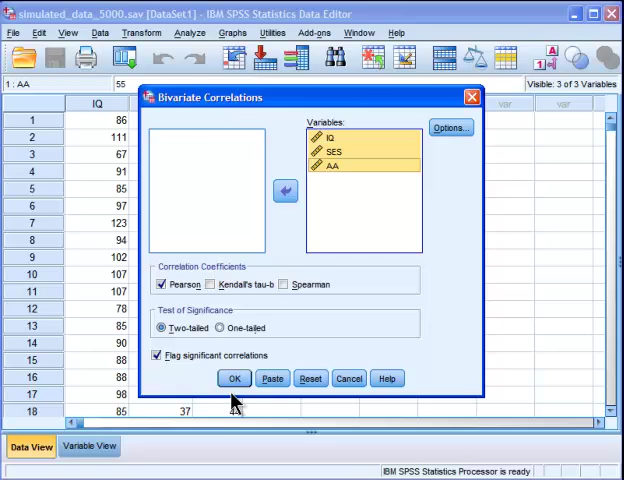 simulated_data_5000.sav [DataSet1] - IBM SPSS Statistics Data Editor
File Edit View Data Transform Analyze Graphs Utilities Add-ons Window Help
1 : AA 55 Visible: 3 of 3 Variables
IQ var var
1 86
2 111
3 67
4 91
5 85
6 97
7 123
8 94
9 102
10 107
11 107
12 78
13 85
14 90
15 88
16 88
17 98
18 85 37 44
Bivariate Correlations
Variables:
IQ
SES
AA
Options...
Correlation Coefficients
Pearson Kendall's tau-b Spearman
Test of Significance
Two-tailed One-tailed
Flag significant correlations
OK Paste Reset Cancel Help
Data View Variable View
IBM SPSS Statistics Processor is ready